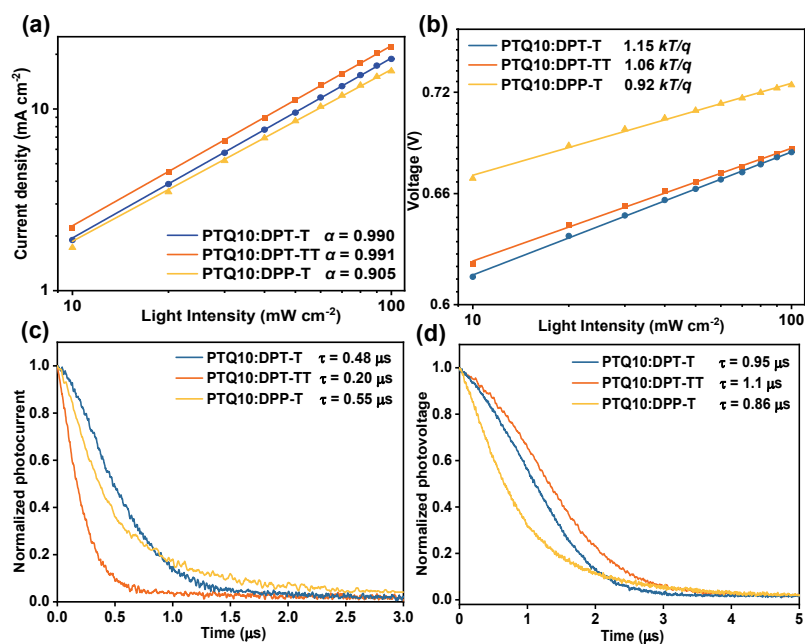 (a)
10
1
Current density (mA cm⁻²)
PTQ10:DPT-T α = 0.990
PTQ10:DPT-TT α = 0.991
PTQ10:DPP-T α = 0.905
10 100
Light Intensity (mW cm⁻²)
(b)
PTQ10:DPT-T 1.15 kT/q
PTQ10:DPT-TT 1.06 kT/q
PTQ10:DPP-T 0.92 kT/q
0.72
0.66
0.6
Voltage (V)
10 100
Light Intensity (mW cm⁻²)
(c)
PTQ10:DPT-T τ = 0.48 μs
PTQ10:DPT-TT τ = 0.20 μs
PTQ10:DPP-T τ = 0.55 μs
1.0
0.8
0.6
0.4
0.2
0.0
Normalized photocurrent
0.0 0.5 1.0 1.5 2.0 2.5 3.0
Time (μs)
(d)
PTQ10:DPT-T τ = 0.95 μs
PTQ10:DPT-TT τ = 1.1 μs
PTQ10:DPP-T τ = 0.86 μs
1.0
0.8
0.6
0.4
0.2
0.0
Normalized photovoltage
0 1 2 3 4 5
Time (μs)